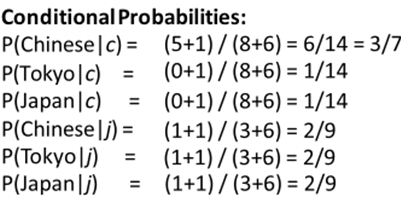 Conditional Probabilities:
P(Chinese|c) = (5+1) / (8+6) = 6/14 = 3/7
P(Tokyo|c) = (0+1) / (8+6) = 1/14
P(Japan|c) = (0+1) / (8+6) = 1/14
P(Chinese|j) = (1+1) / (3+6) = 2/9
P(Tokyo|j) = (1+1) / (3+6) = 2/9
P(Japan|j) = (1+1) / (3+6) = 2/9